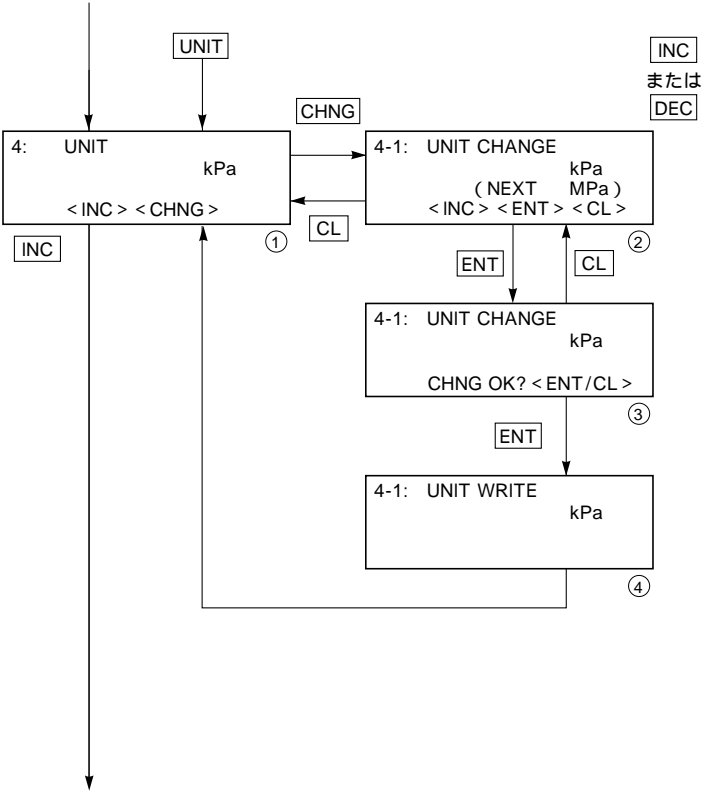 UNIT
INC
または
DEC
CHNG
4: UNIT
kPa
<INC> <CHNG>
①
4-1: UNIT CHANGE
kPa
(NEXT MPa)
<INC> <ENT> <CL>
②
CL
INC
ENT
CL
4-1: UNIT CHANGE
kPa
CHNG OK? <ENT/CL>
③
ENT
4-1: UNIT WRITE
kPa
④